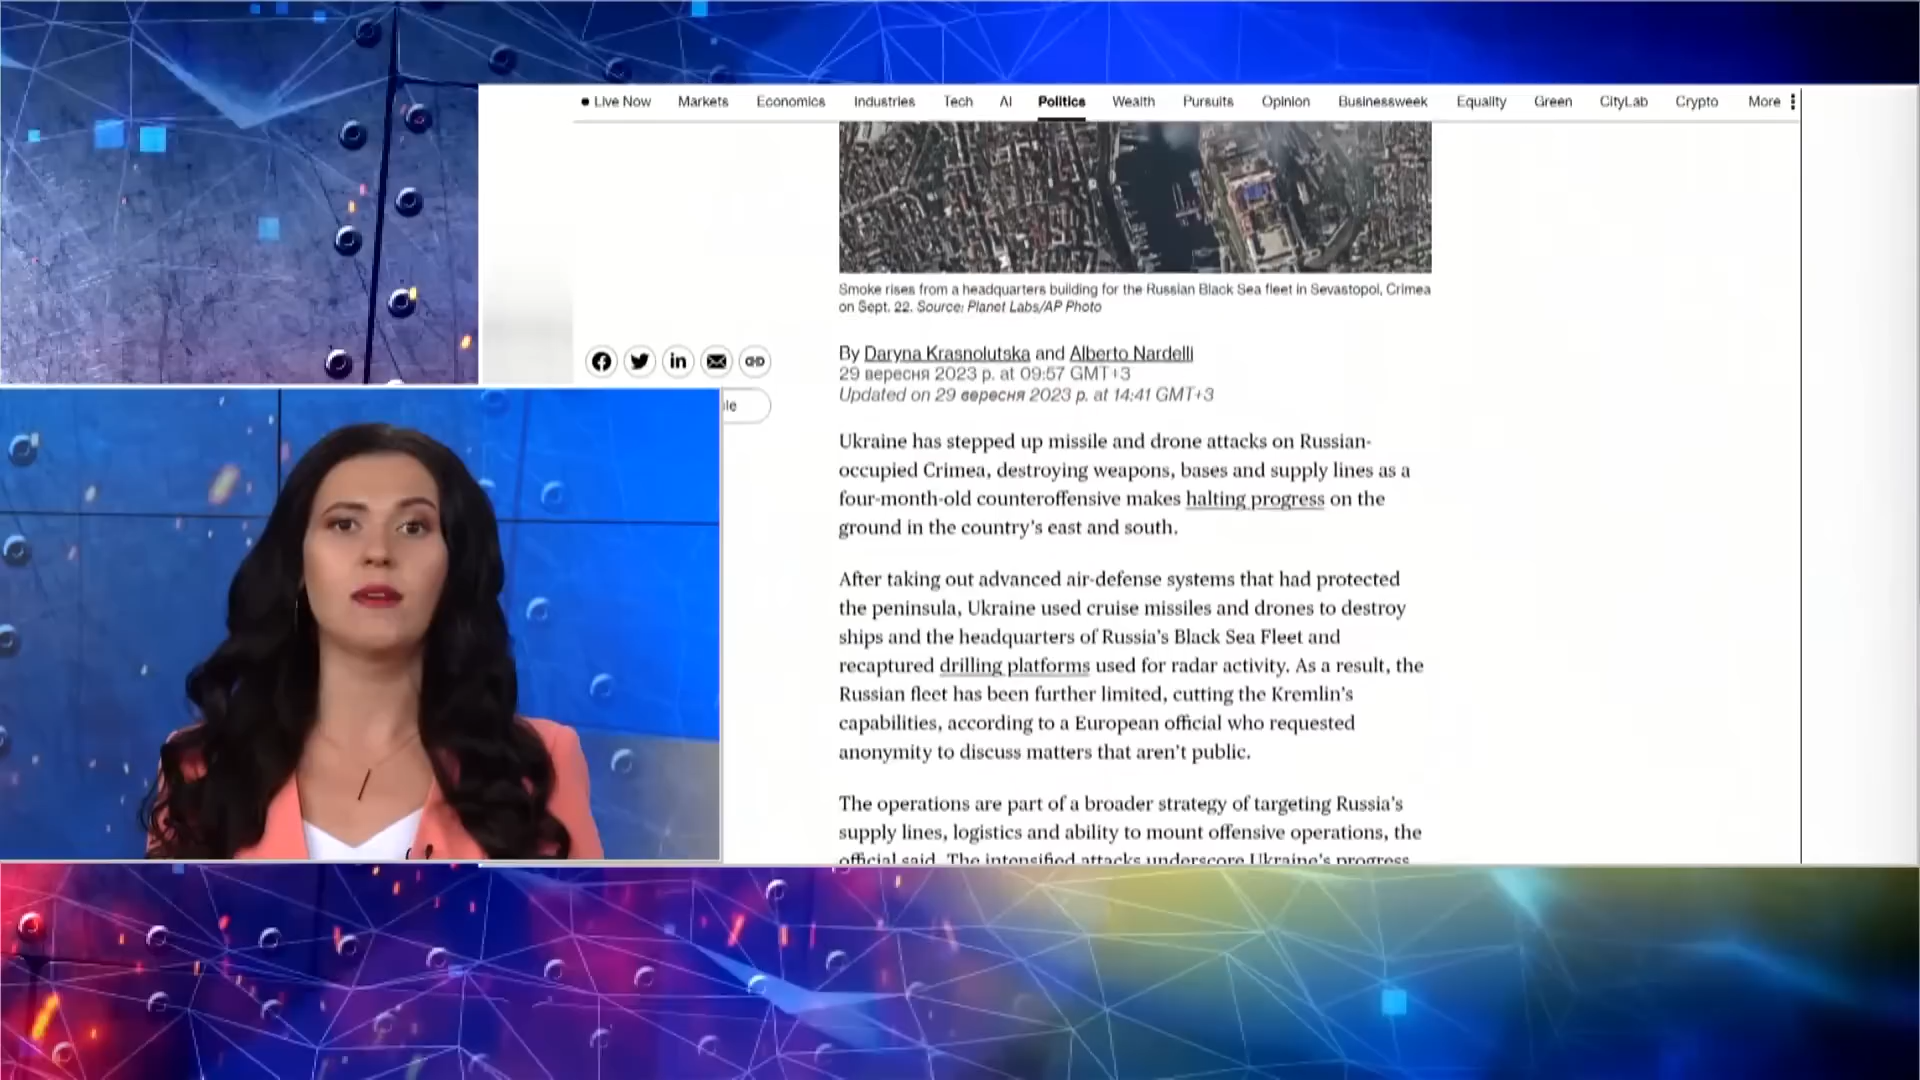 Live Now Markets Economics Industries Tech AI Politics Wealth Pursuits Opinion Businessweek Equality Green CityLab Crypto More
Smoke rises from a headquarters building for the Russian Black Sea fleet in Sevastopol, Crimea
on Sept. 22. Source: Planet Labs/AP Photo
By Daryna Krasnolutska and Alberto Nardelli
29 вересня 2023 р. at 09:57 GMT+3
Updated on 29 вересня 2023 р. at 14:41 GMT+3
Ukraine has stepped up missile and drone attacks on Russian-
occupied Crimea, destroying weapons, bases and supply lines as a
four-month-old counteroffensive makes halting progress on the
ground in the country's east and south.
After taking out advanced air-defense systems that had protected
the peninsula, Ukraine used cruise missiles and drones to destroy
ships and the headquarters of Russia's Black Sea Fleet and
recaptured drilling platforms used for radar activity. As a result, the
Russian fleet has been further limited, cutting the Kremlin's
capabilities, according to a European official who requested
anonymity to discuss matters that aren't public.
The operations are part of a broader strategy of targeting Russia's
supply lines, logistics and ability to mount offensive operations, the
official said. The intensified attacks underscore Ukraine's progress